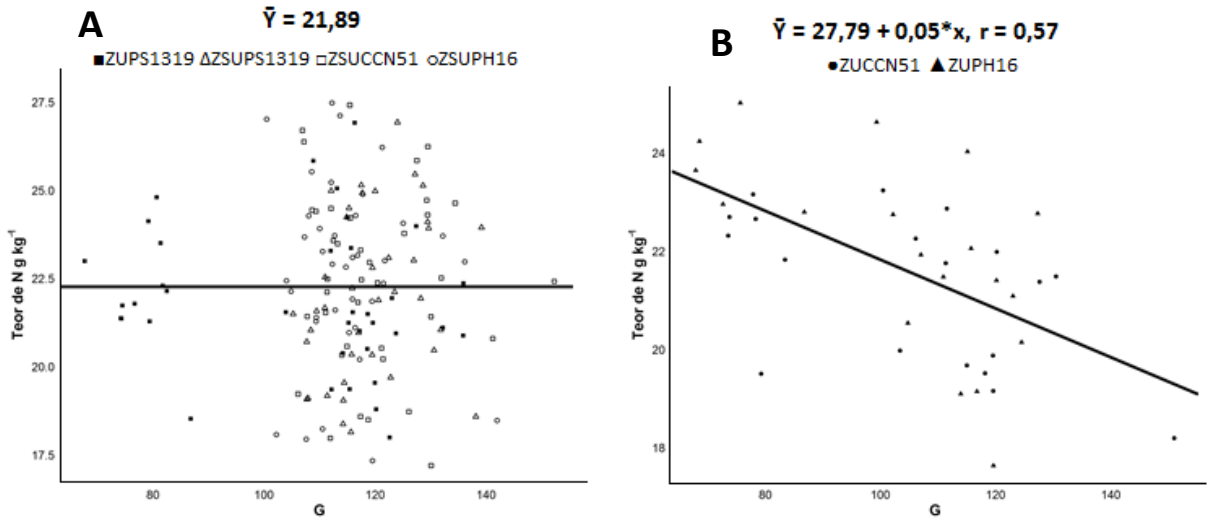 A
Ȳ = 21,89
■ZUPS1319 ΔZSUPS1319 □ZSUCCN51 ○ZSUPH16
Teor de N g kg⁻¹
27.5
25.0
22.5
20.0
17.5
80 100 120 140
G
B
Ȳ = 27,79 + 0,05*x, r = 0,57
●ZUCCN51 ▲ZUPH16
Teor de N g kg⁻¹
24
22
20
18
80 100 120 140
G